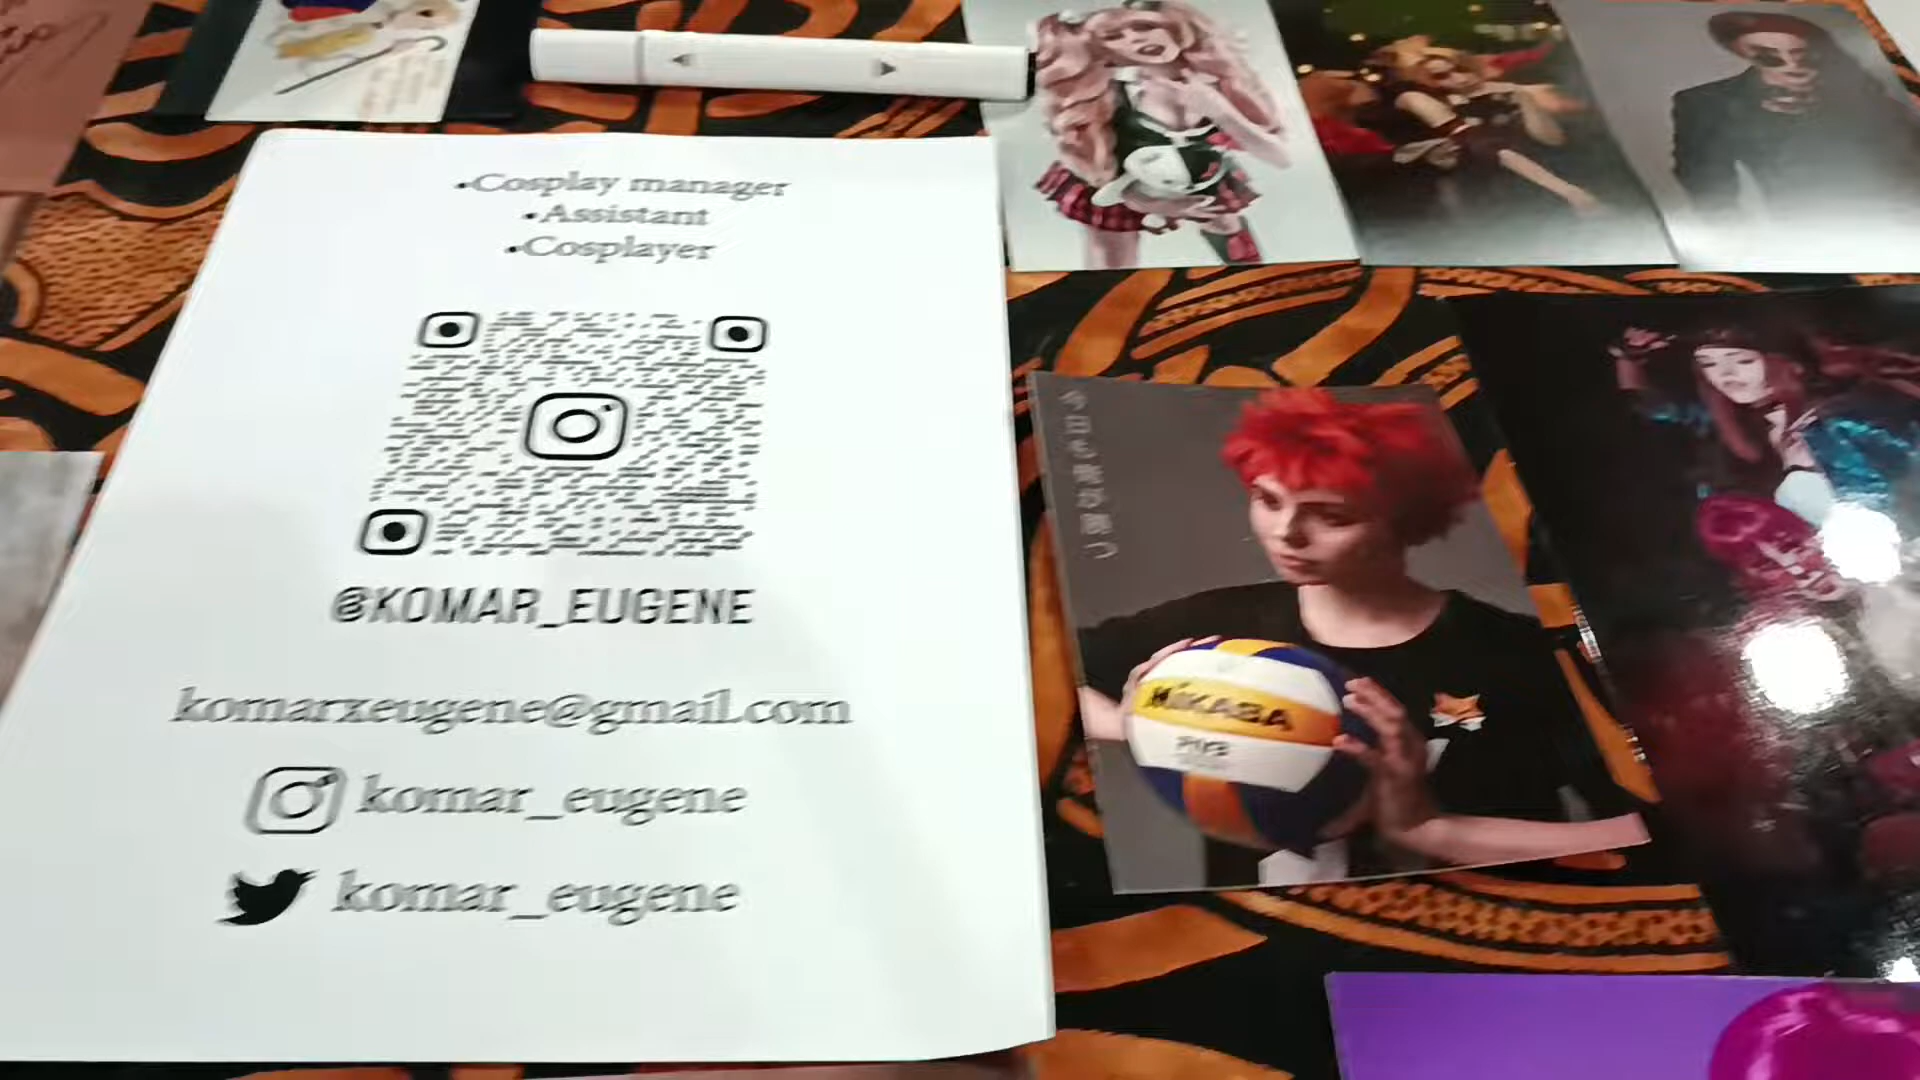 •Cosplay manager
•Assistant
•Cosplayer
@KOMAR_EUGENE
komarxeugene@gmail.com
komar_eugene
komar_eugene
MIKASA